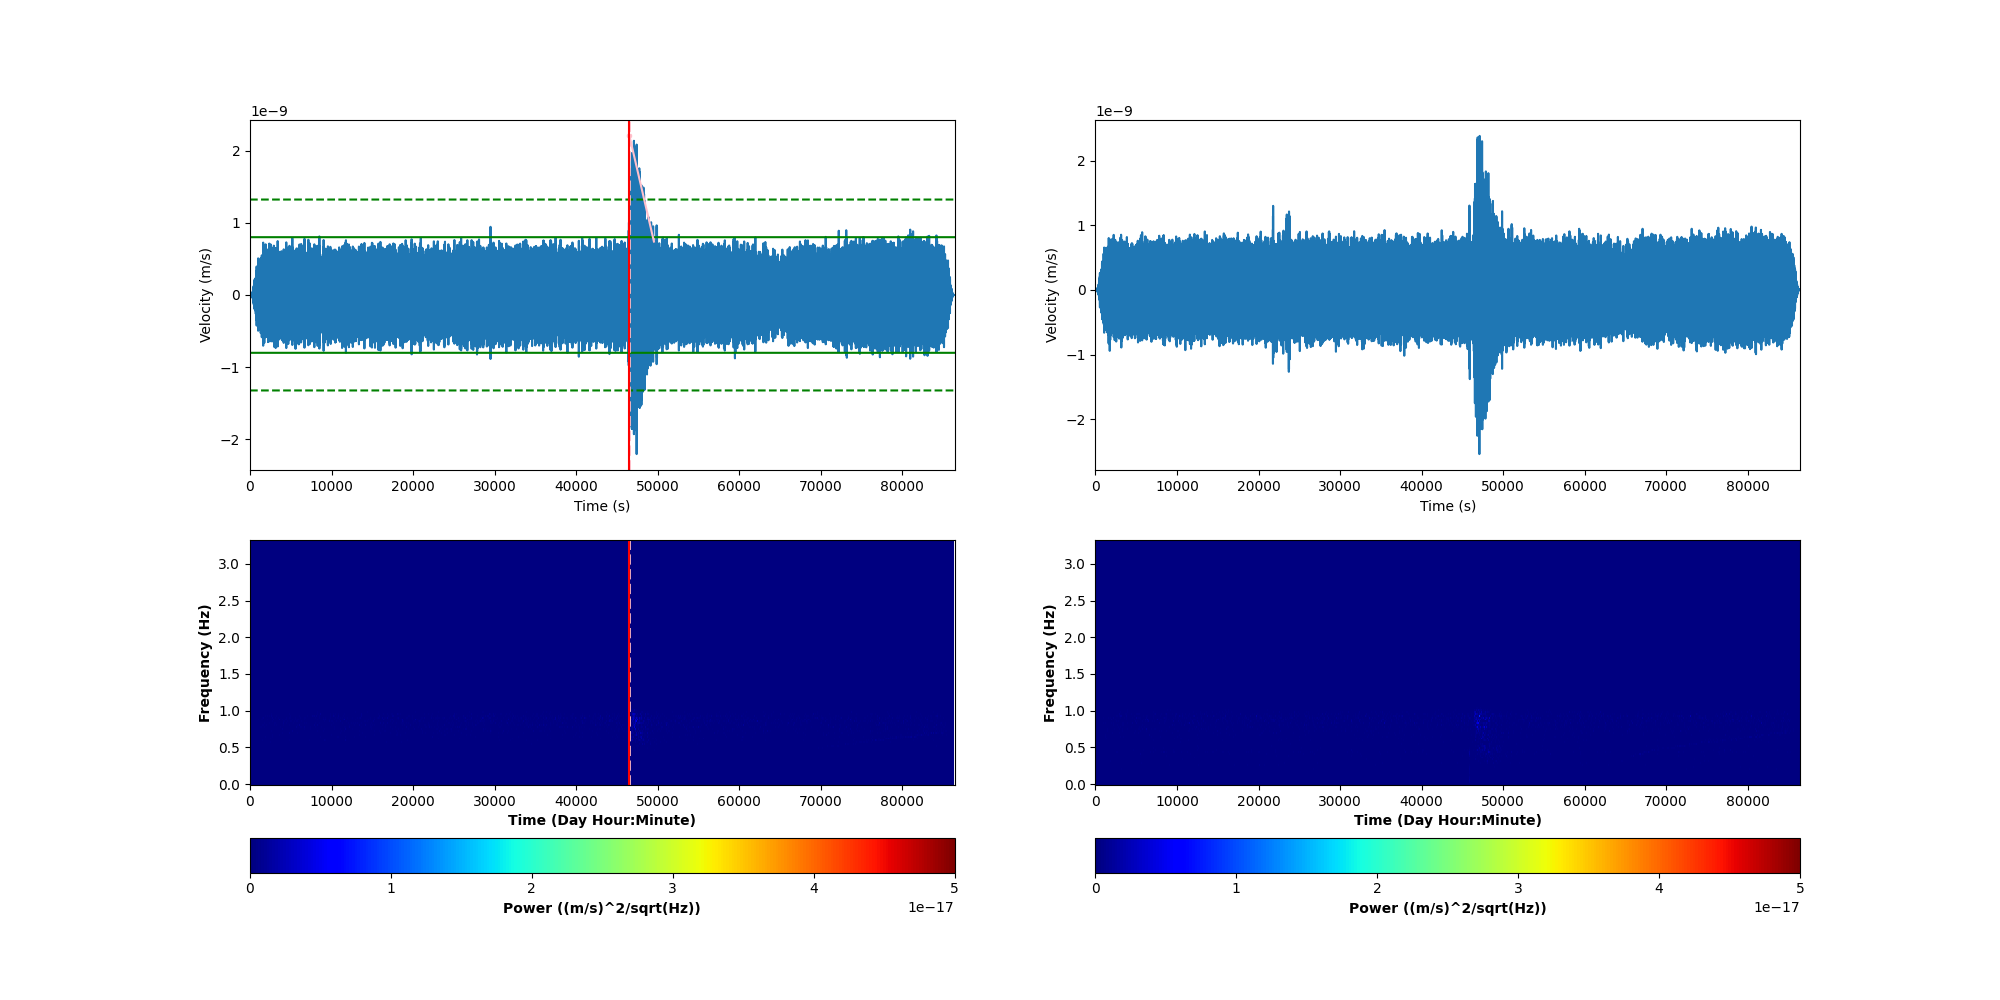 1e−9
2
1
0
−1
−2
Velocity (m/s)
0 10000 20000 30000 40000 50000 60000 70000 80000
Time (s)
1e−9
2
1
0
−1
−2
Velocity (m/s)
0 10000 20000 30000 40000 50000 60000 70000 80000
Time (s)
3.0
2.5
2.0
1.5
1.0
0.5
0.0
Frequency (Hz)
0 10000 20000 30000 40000 50000 60000 70000 80000
Time (Day Hour:Minute)
3.0
2.5
2.0
1.5
1.0
0.5
0.0
Frequency (Hz)
0 10000 20000 30000 40000 50000 60000 70000 80000
Time (Day Hour:Minute)
0 1 2 3 4 5
Power ((m/s)^2/sqrt(Hz))
1e−17
0 1 2 3 4 5
Power ((m/s)^2/sqrt(Hz))
1e−17